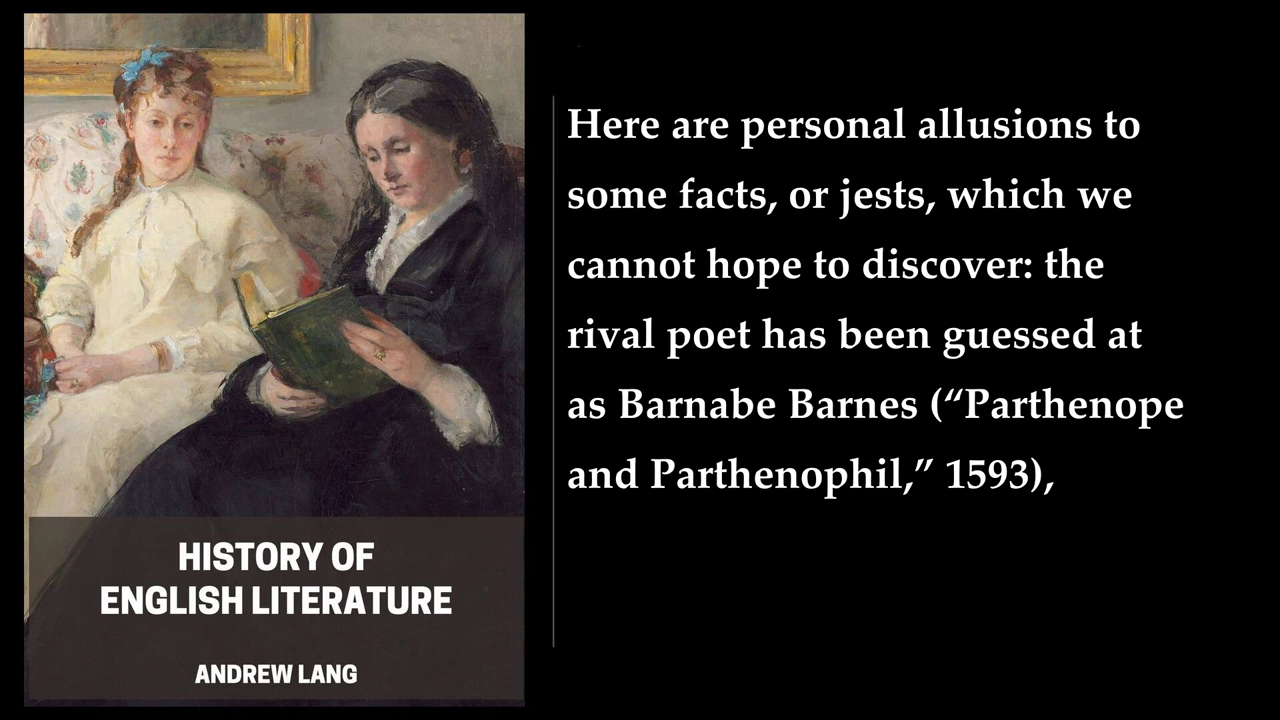 HISTORY OF
ENGLISH LITERATURE
ANDREW LANG
Here are personal allusions to
some facts, or jests, which we
cannot hope to discover: the
rival poet has been guessed at
as Barnabe Barnes (“Parthenope
and Parthenophil,” 1593),